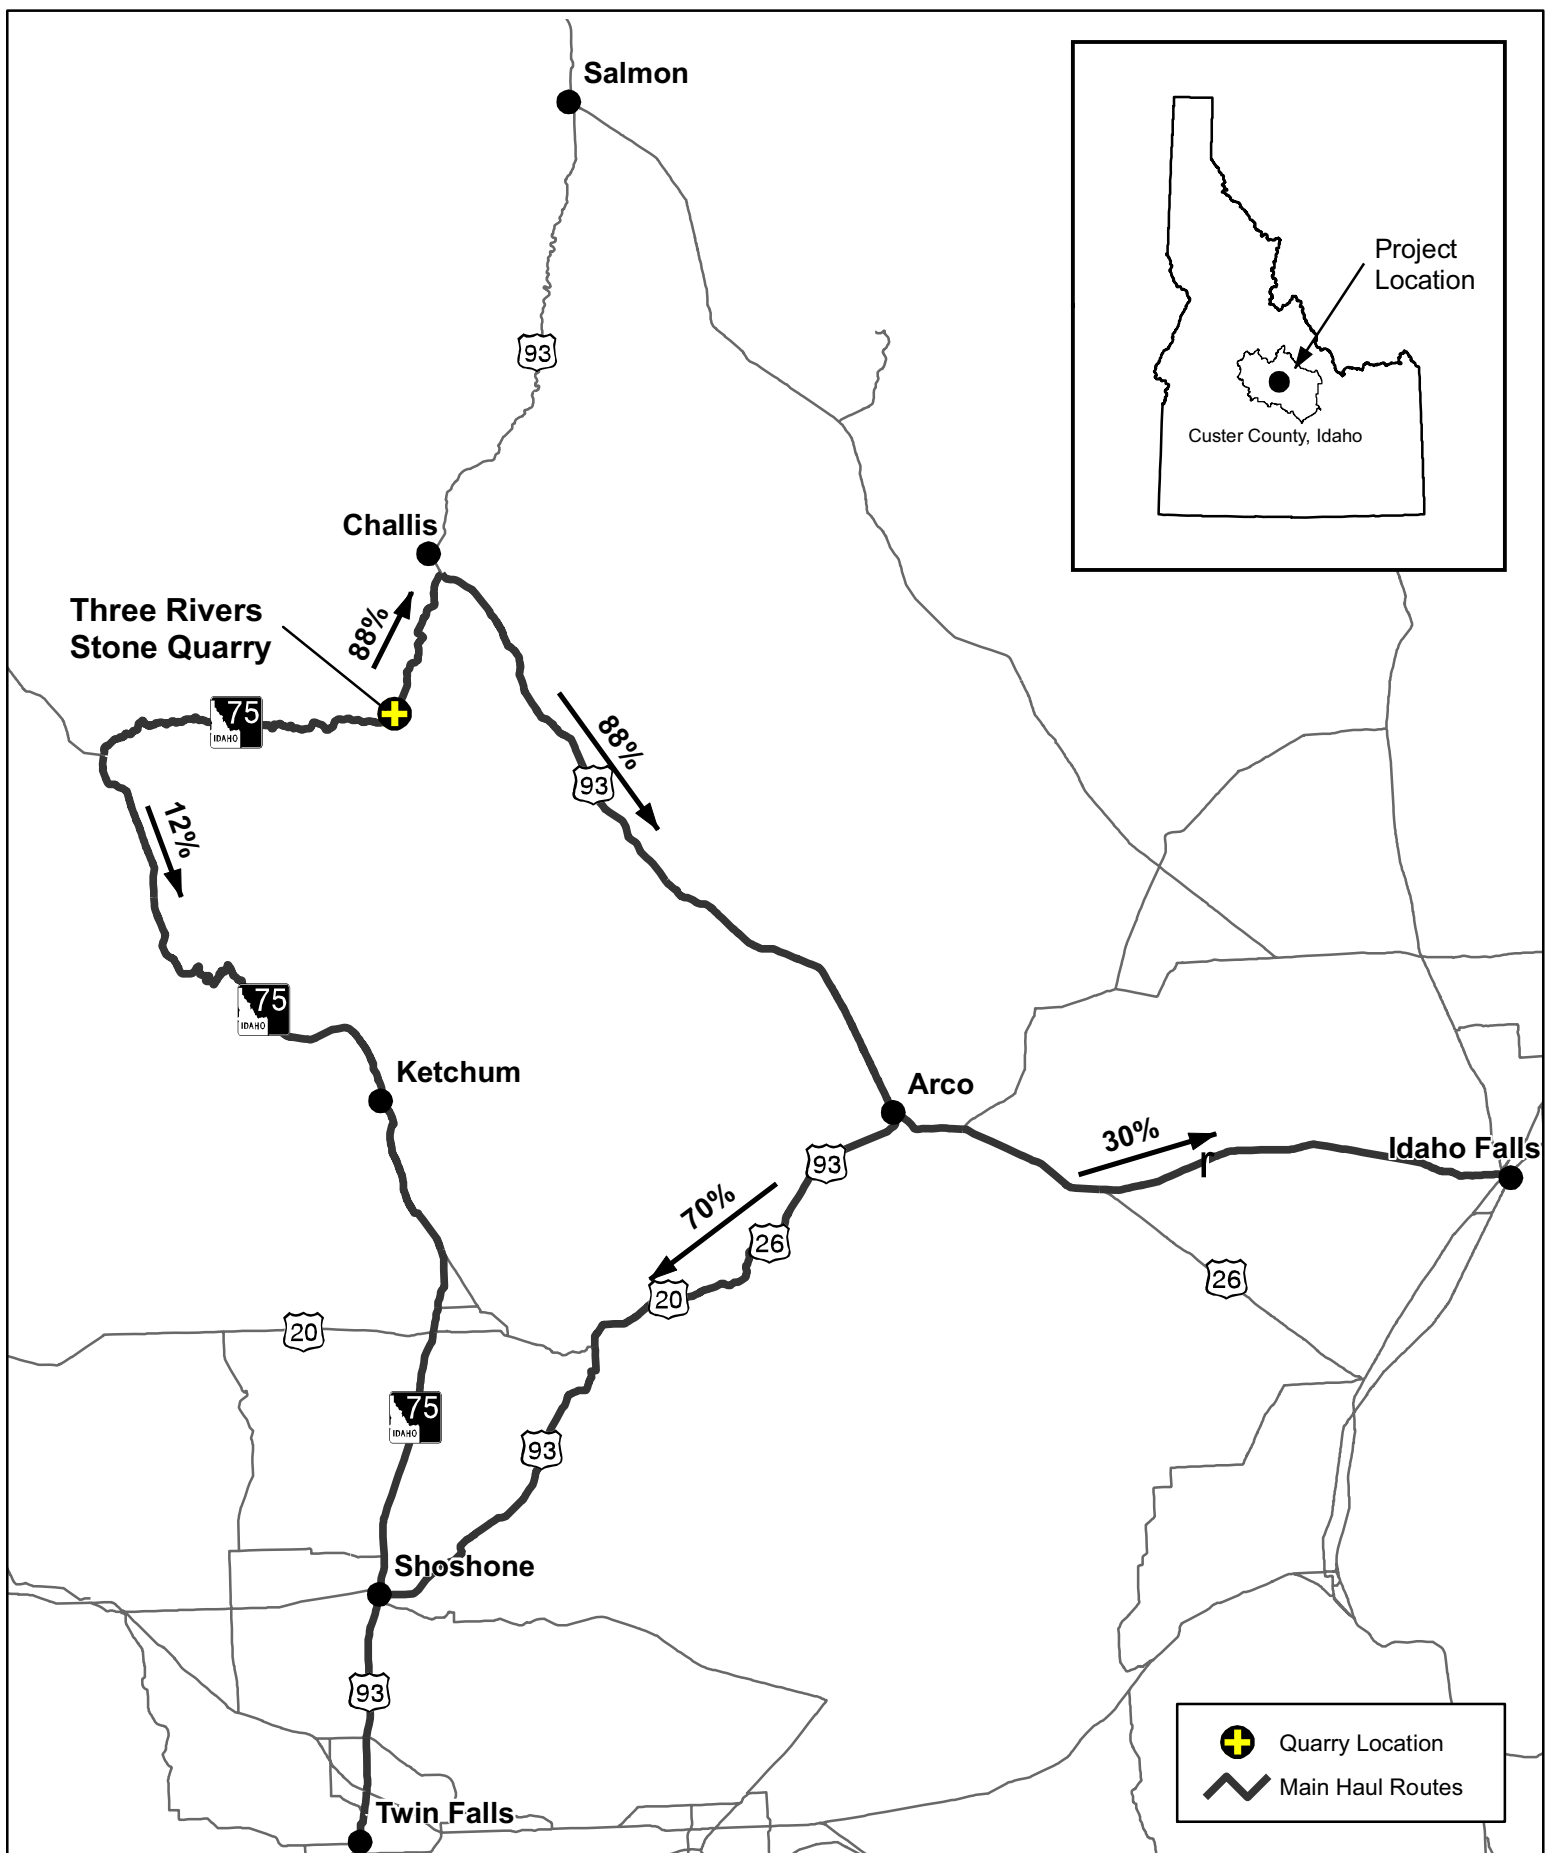 Salmon
Project
Location
93
Custer County, Idaho
Challis
Three Rivers
Stone Quarry
88%
75
IDAHO
88%
93
12%
75
IDAHO
Ketchum
Arco
30%
Idaho Falls
r
93
70%
26
20
26
20
75
IDAHO
93
Shoshone
93
Quarry Location
Main Haul Routes
Twin Falls